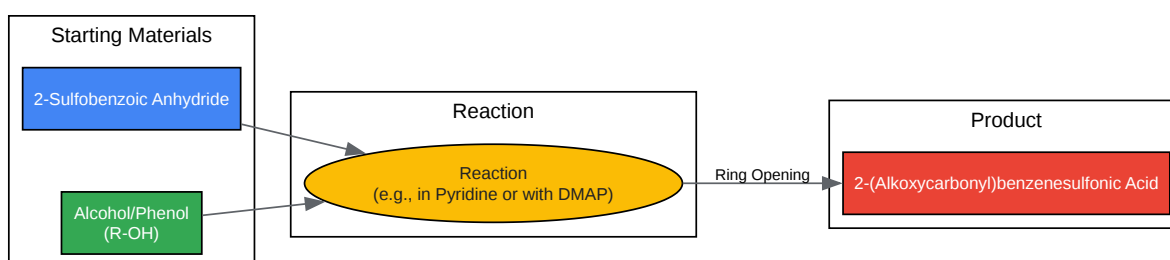 Starting Materials
2-Sulfobenzoic Anhydride
Alcohol/Phenol
(R-OH)
Reaction
Reaction
(e.g., in Pyridine or with DMAP)
Ring Opening
Product
2-(Alkoxycarbonyl)benzenesulfonic Acid